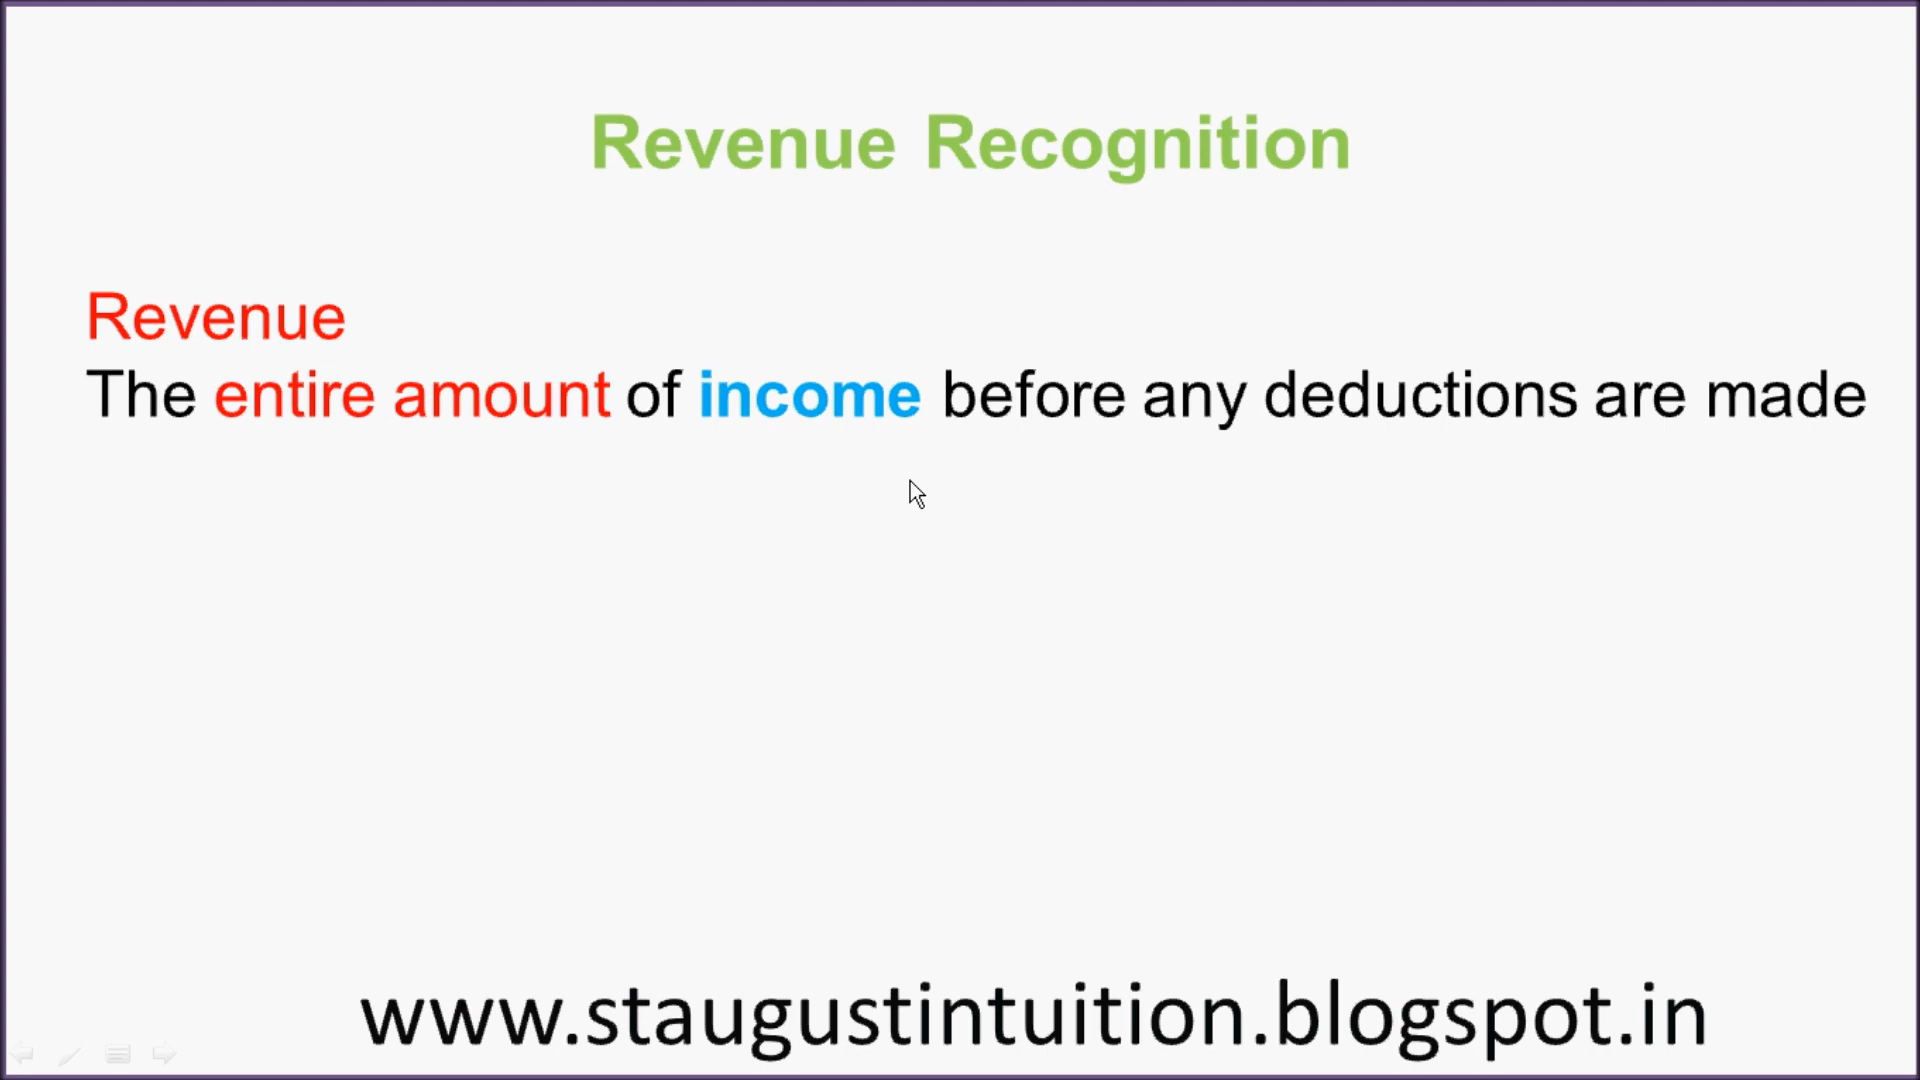 Revenue Recognition
Revenue
The entire amount of income before any deductions are made
www.staugustintuition.blogspot.in